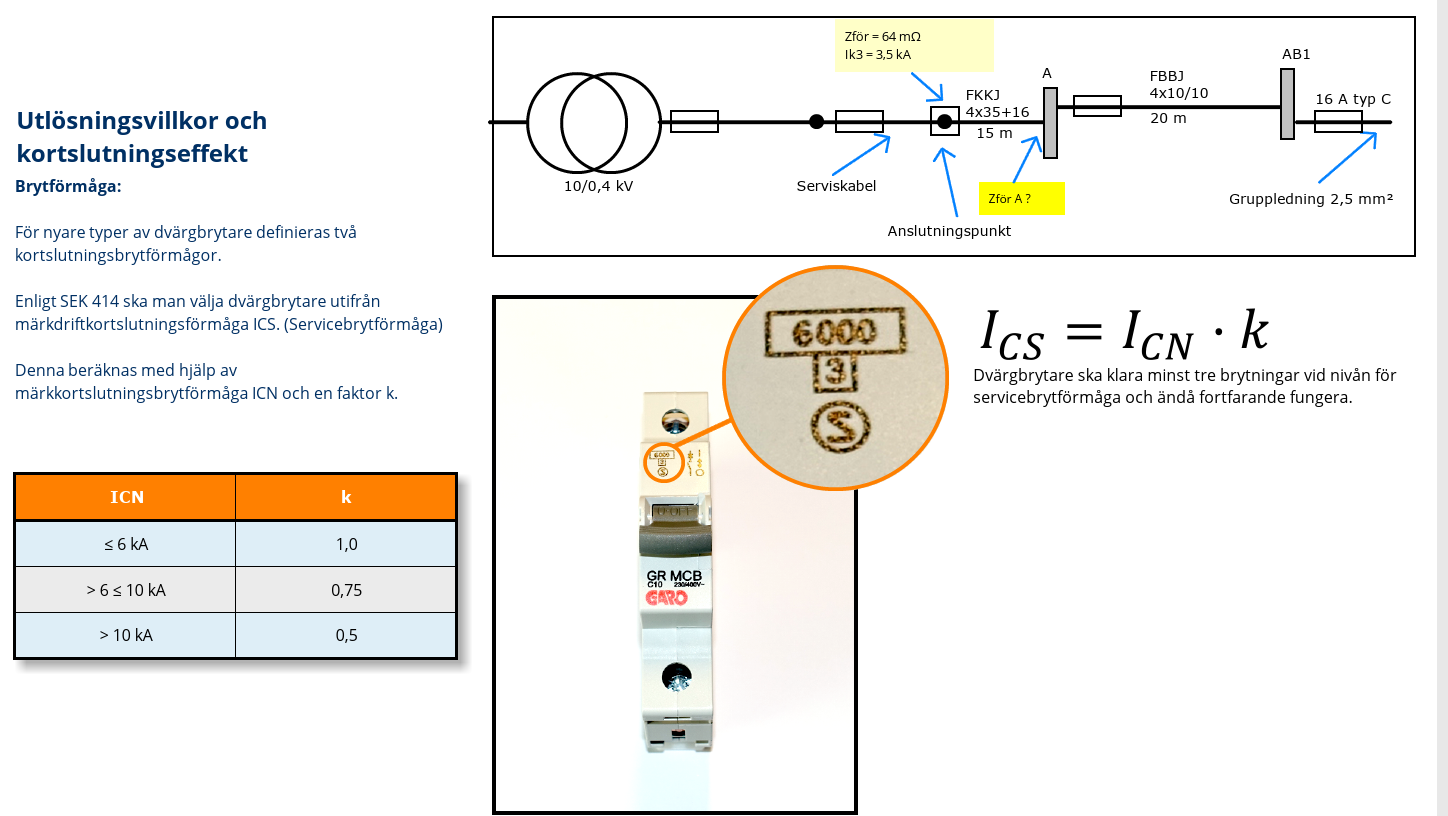 Utlösningsvillkor och
kortslutningseffekt
Brytförmåga:
För nyare typer av dvärgbrytare definieras två
kortslutningsbrytförmågor.
Enligt SEK 414 ska man välja dvärgbrytare utifrån
märkdriftkortslutningsförmåga ICS. (Servicebrytförmåga)
Denna beräknas med hjälp av
märkkortslutningsbrytförmåga ICN och en faktor k.
ICN k
≤ 6 kA 1,0
> 6 ≤ 10 kA 0,75
> 10 kA 0,5
Zför = 64 mΩ
Ik3 = 3,5 kA
10/0,4 kV
Serviskabel
Anslutningspunkt
FKKJ
4x35+16
15 m
A
Zför A ?
FBBJ
4x10/10
20 m
AB1
16 A typ C
Gruppledning 2,5 mm²
6000
3
S
6000
3
S
O OFF
GR MCB
C10 230/400V~
GARO
I_CS = I_CN · k
Dvärgbrytare ska klara minst tre brytningar vid nivån för
servicebrytförmåga och ändå fortfarande fungera.